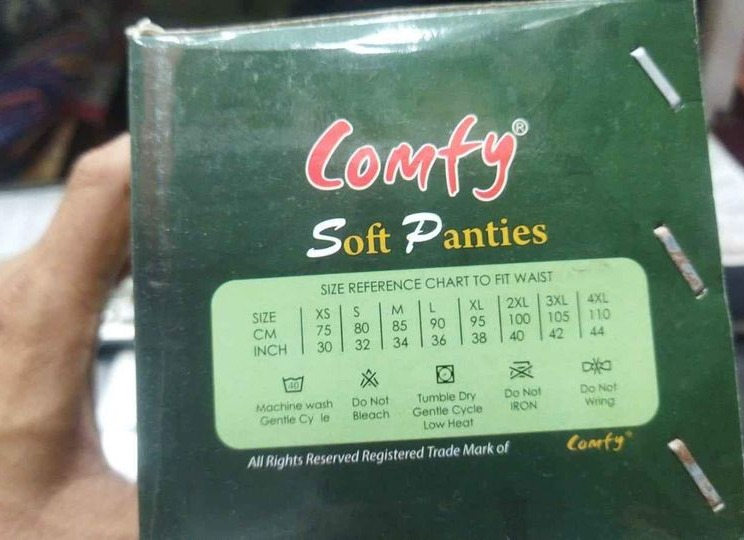 Comfy®
Soft Panties
SIZE REFERENCE CHART TO FIT WAIST
SIZE XS S M L XL 2XL 3XL 4XL
CM 75 80 85 90 95 100 105 110
INCH 30 32 34 36 38 40 42 44
40
Machine wash Do Not Tumble Dry Do Not Do Not
Gentle Cy le Bleach Gentle Cycle IRON Wring
Low Heat
All Rights Reserved Registered Trade Mark of Comfy®